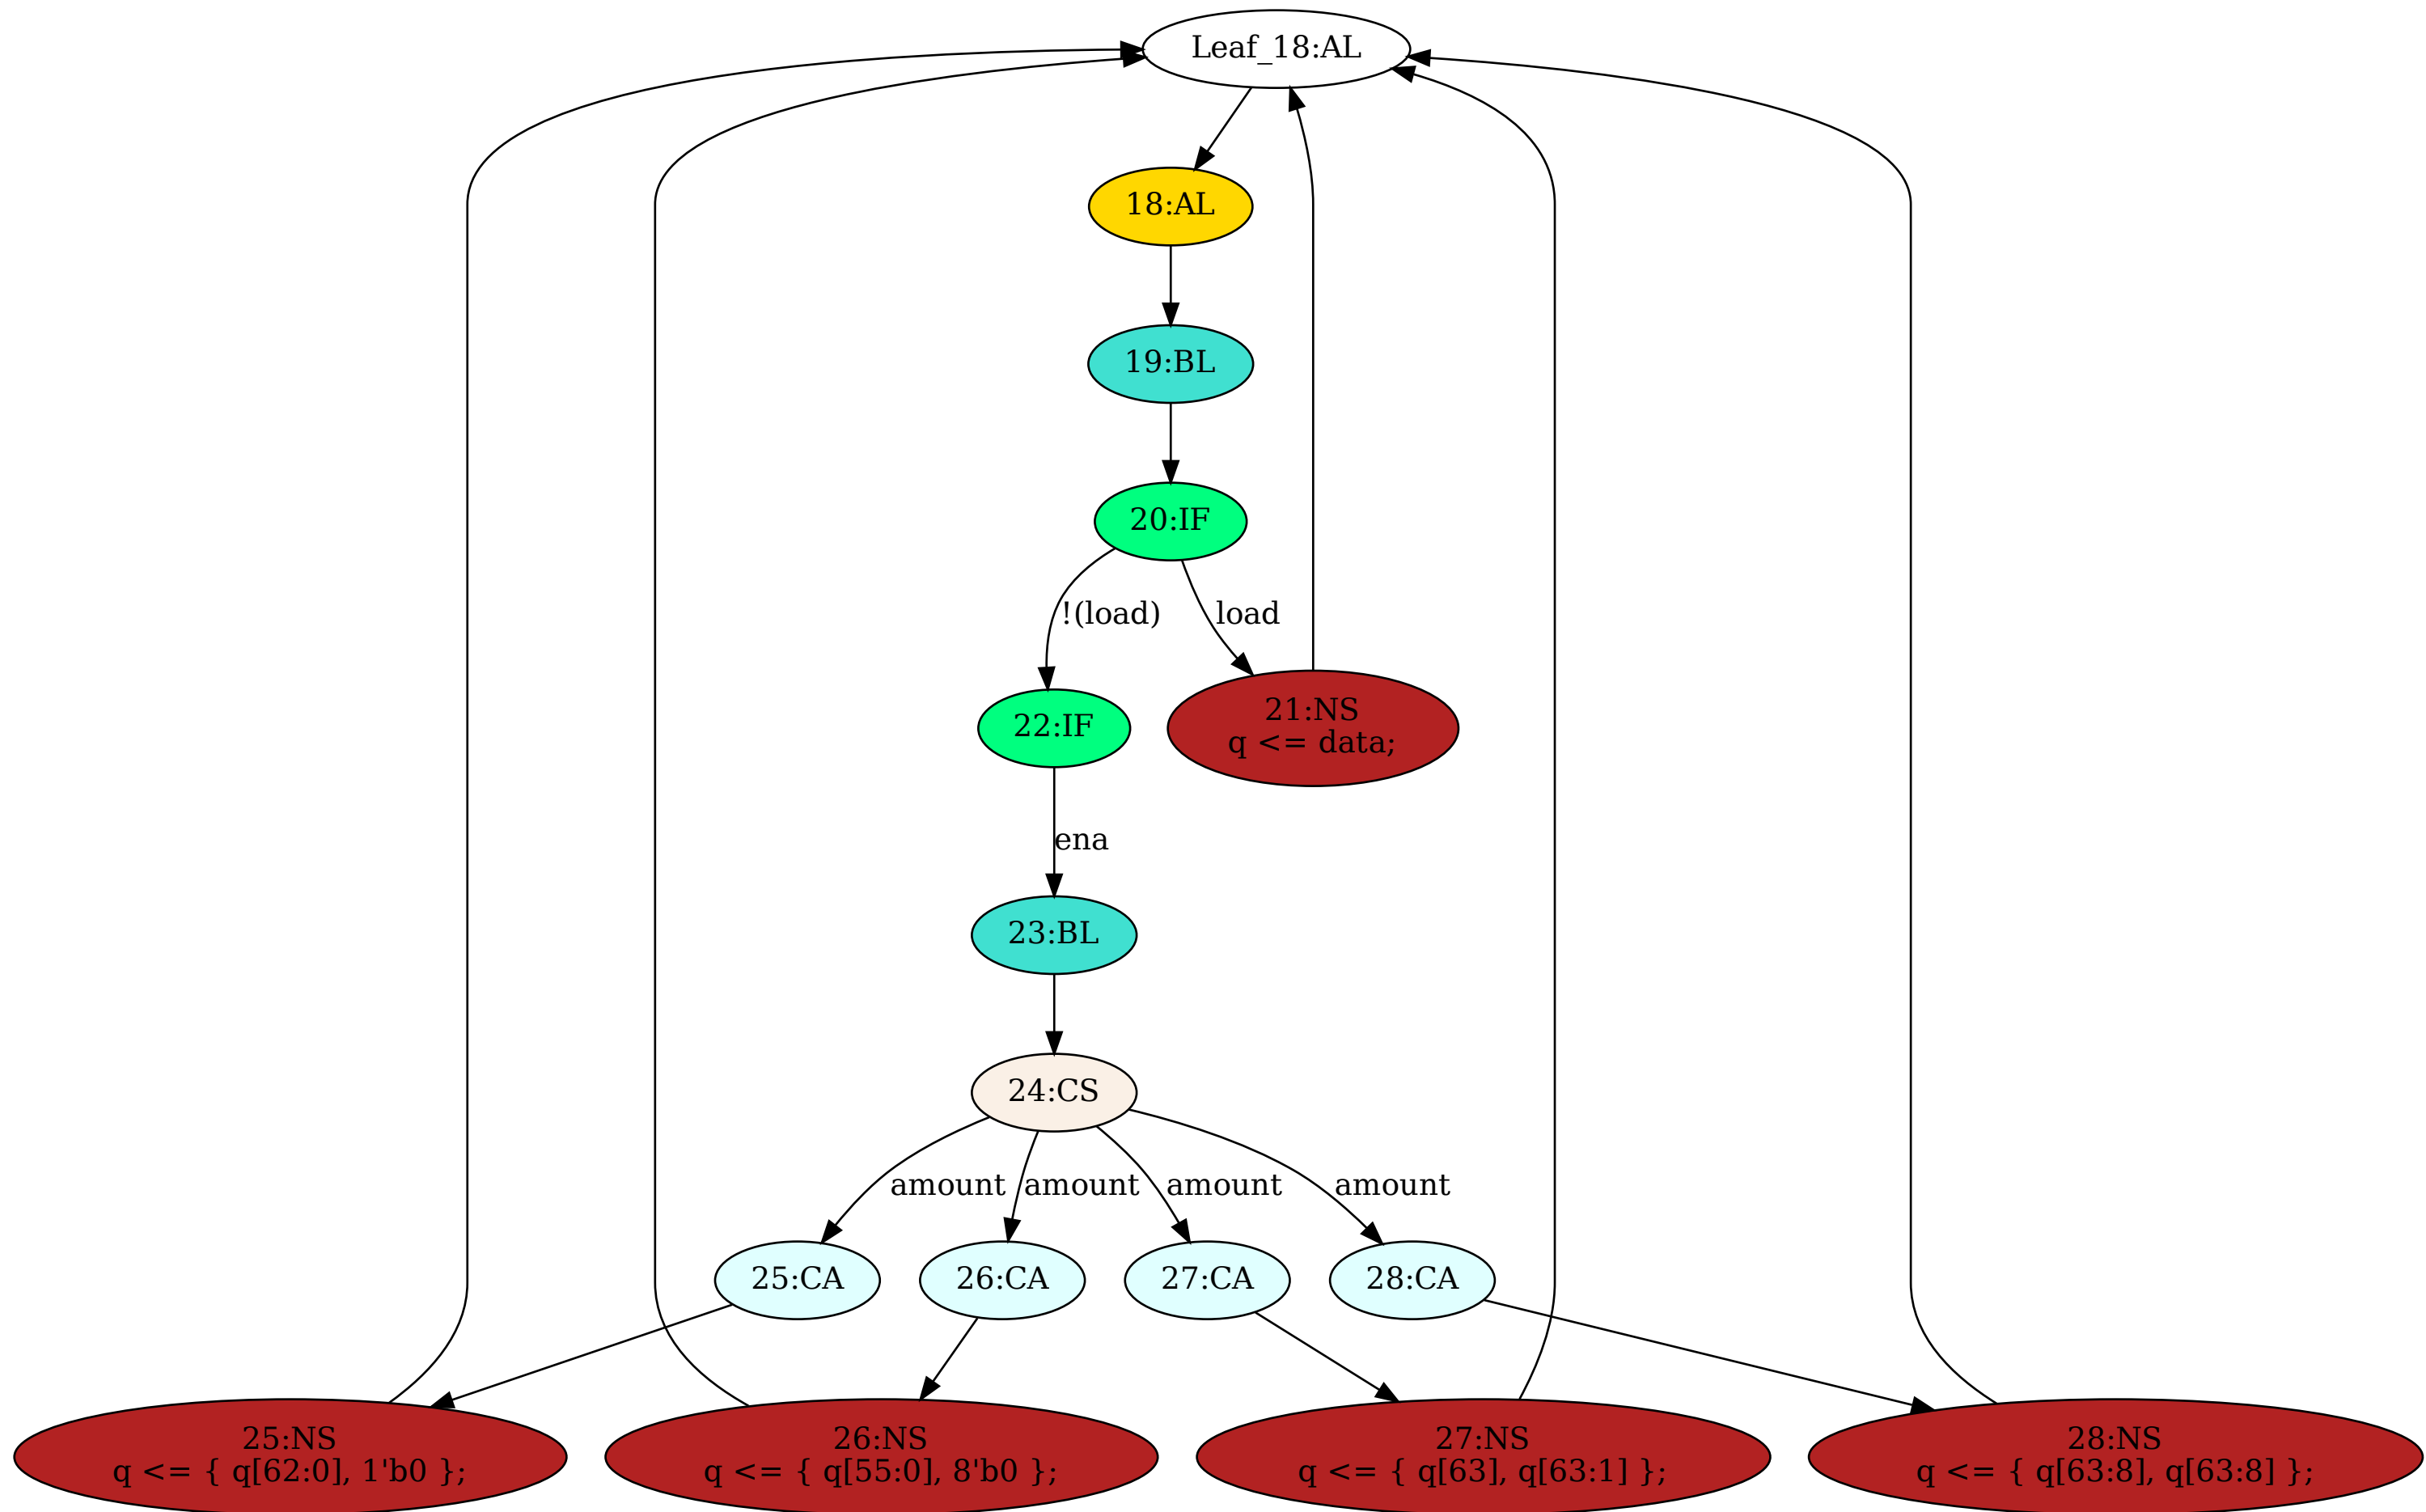 Leaf_18:AL
18:AL
19:BL
20:IF
!(load)
load
22:IF
21:NS
q <= data;
ena
23:BL
24:CS
amount
amount
amount
amount
25:CA
26:CA
27:CA
28:CA
25:NS
q <= { q[62:0], 1'b0 };
26:NS
q <= { q[55:0], 8'b0 };
27:NS
q <= { q[63], q[63:1] };
28:NS
q <= { q[63:8], q[63:8] };